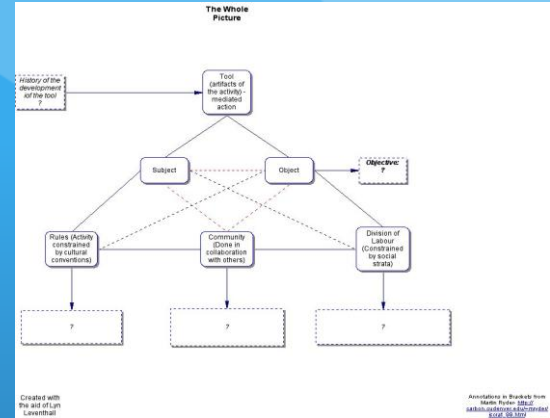 The Whole
Picture
History of the
development
iof the tool
?
Tool
(artifacts of
the activity) -
mediated
action
Subject
Object
Objective:
?
Rules (Activity
constrained
by cultural
conventions)
Community
(Done in
collaboration
with others)
Division of
Labour
(Constrained
by social
strata)
?
?
?
Created with
the aid of Lyn
Leventhall
Annotations in Brackets from
Martin Ryder http://